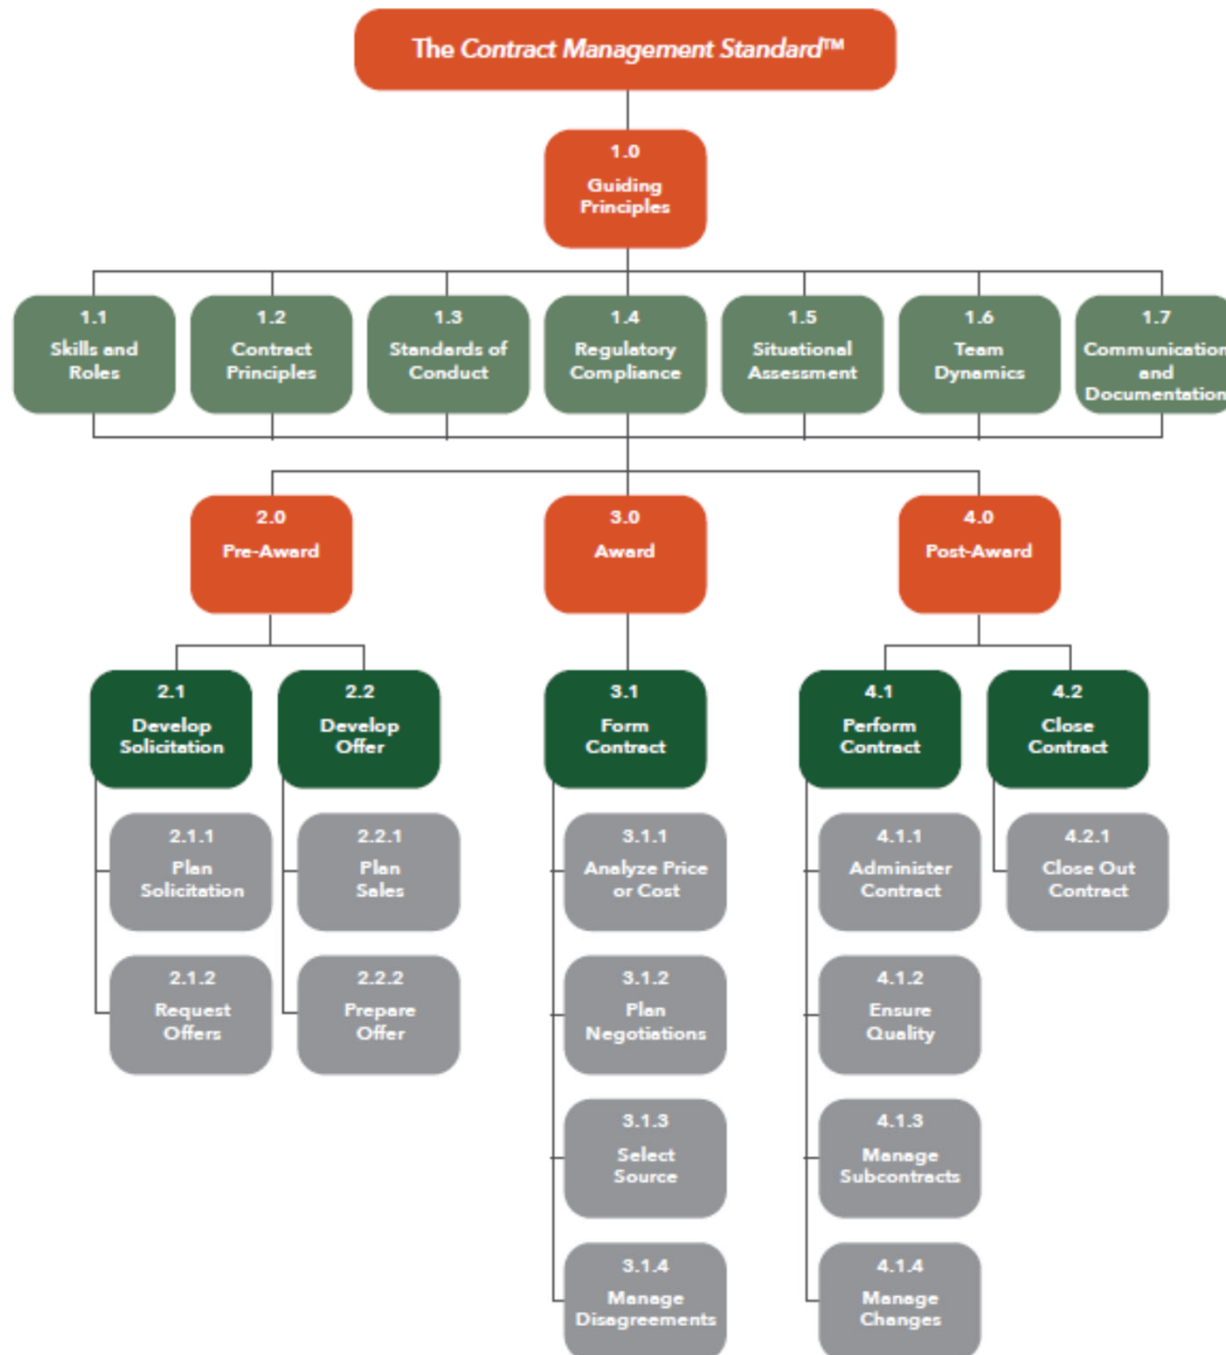 The Contract Management Standard™
1.0
Guiding
Principles
1.1
Skills and
Roles
1.2
Contract
Principles
1.3
Standards of
Conduct
1.4
Regulatory
Compliance
1.5
Situational
Assessment
1.6
Team
Dynamics
1.7
Communication
and
Documentation
2.0
Pre-Award
3.0
Award
4.0
Post-Award
2.1
Develop
Solicitation
2.2
Develop
Offer
3.1
Form
Contract
4.1
Perform
Contract
4.2
Close
Contract
2.1.1
Plan
Solicitation
2.2.1
Plan
Sales
3.1.1
Analyze Price
or Cost
4.1.1
Administer
Contract
4.2.1
Close Out
Contract
2.1.2
Request
Offers
2.2.2
Prepare
Offer
3.1.2
Plan
Negotiations
4.1.2
Ensure
Quality
3.1.3
Select
Source
4.1.3
Manage
Subcontracts
3.1.4
Manage
Disagreements
4.1.4
Manage
Changes